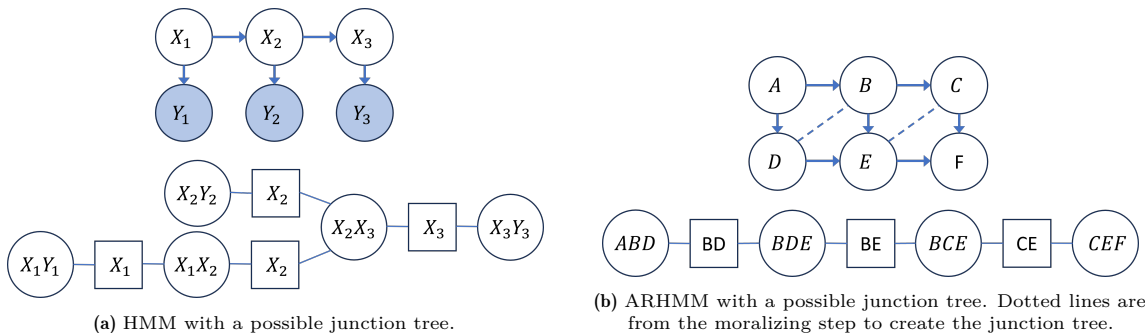 X₁ X₂ X₃
Y₁ Y₂ Y₃
X₂Y₂ X₂
X₂X₃ X₃ X₃Y₃
X₁Y₁ X₁ X₁X₂ X₂
(a) HMM with a possible junction tree.
A B C
D E F
ABD BD BDE BE BCE CE CEF
(b) ARHMM with a possible junction tree. Dotted lines are
from the moralizing step to create the junction tree.